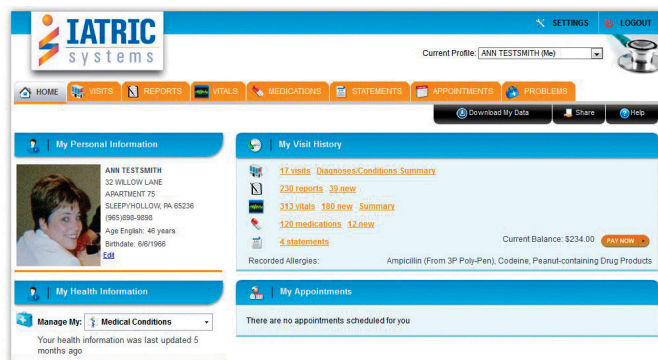 SETTINGS
LOGOUT
IATRIC
systems
Current Profile: ANN TESTSMITH (Me)
HOME
VISITS
REPORTS
VITALS
MEDICATIONS
STATEMENTS
APPOINTMENTS
PROBLEMS
Download My Data
Share
Help
My Personal Information
ANN TESTSMITH
32 WILLOW LANE
APARTMENT 75
SLEEPYHOLLOW, PA 65236
(965)898-9898
Age English: 46 years
Birthdate: 6/6/1966
Edit
My Visit History
17 visits Diagnoses/Conditions Summary
230 reports 39 new
313 vitals 180 new Summary
120 medications 12 new
4 statements
Current Balance: $234.00 PAY NOW
Recorded Allergies: Ampicillin (From 3P Poly-Pen), Codeine, Peanut-containing Drug Products
My Health Information
Manage My: Medical Conditions
Your health information was last updated 5
months ago
My Appointments
There are no appointments scheduled for you